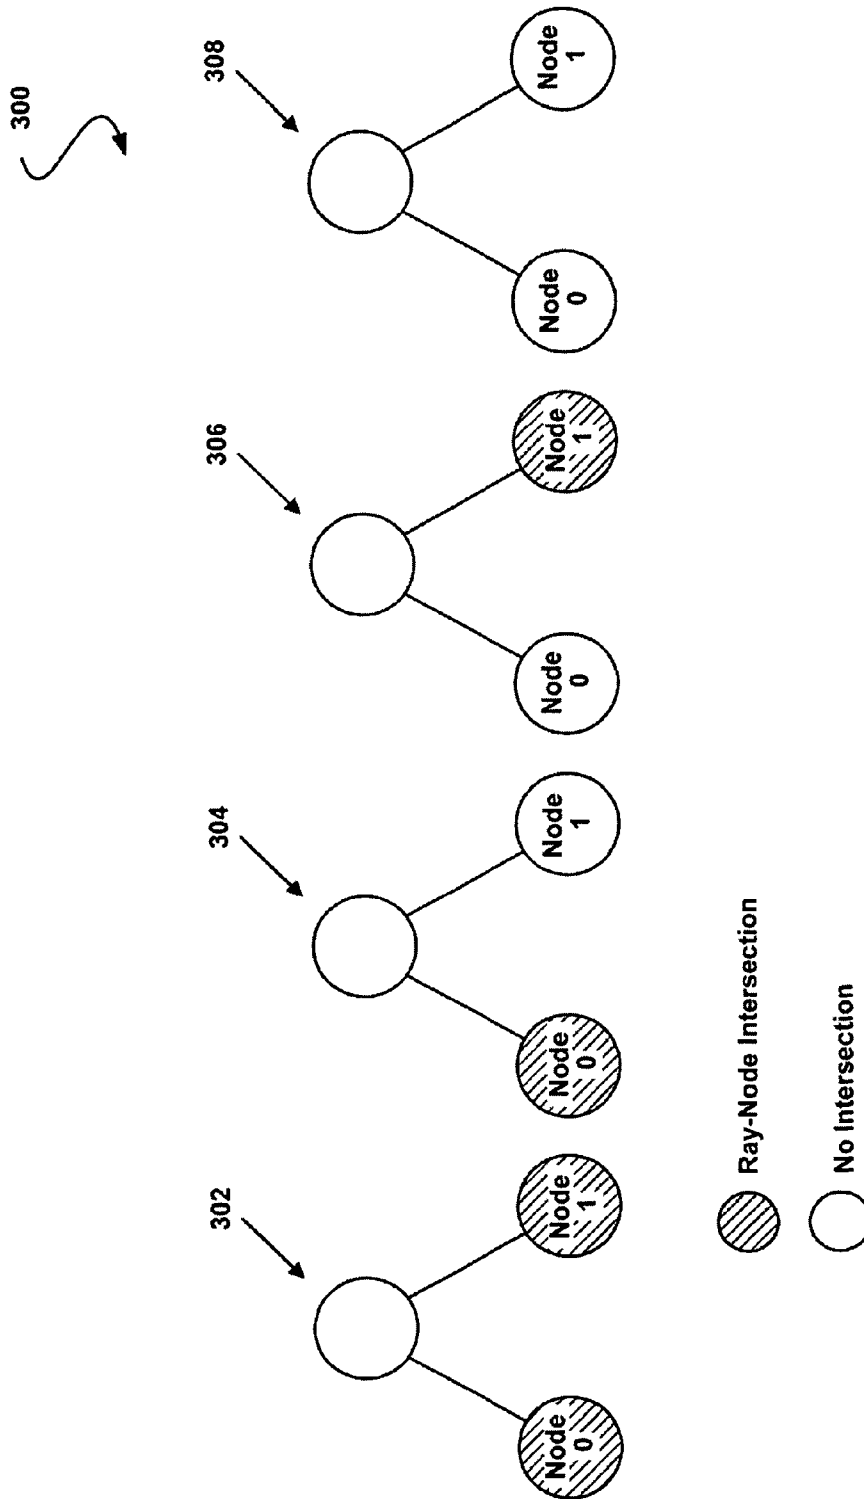 300
302
304
306
308
Node
0
Node
1
Node
0
Node
1
Node
0
Node
1
Node
0
Node
1
Ray-Node Intersection
No Intersection